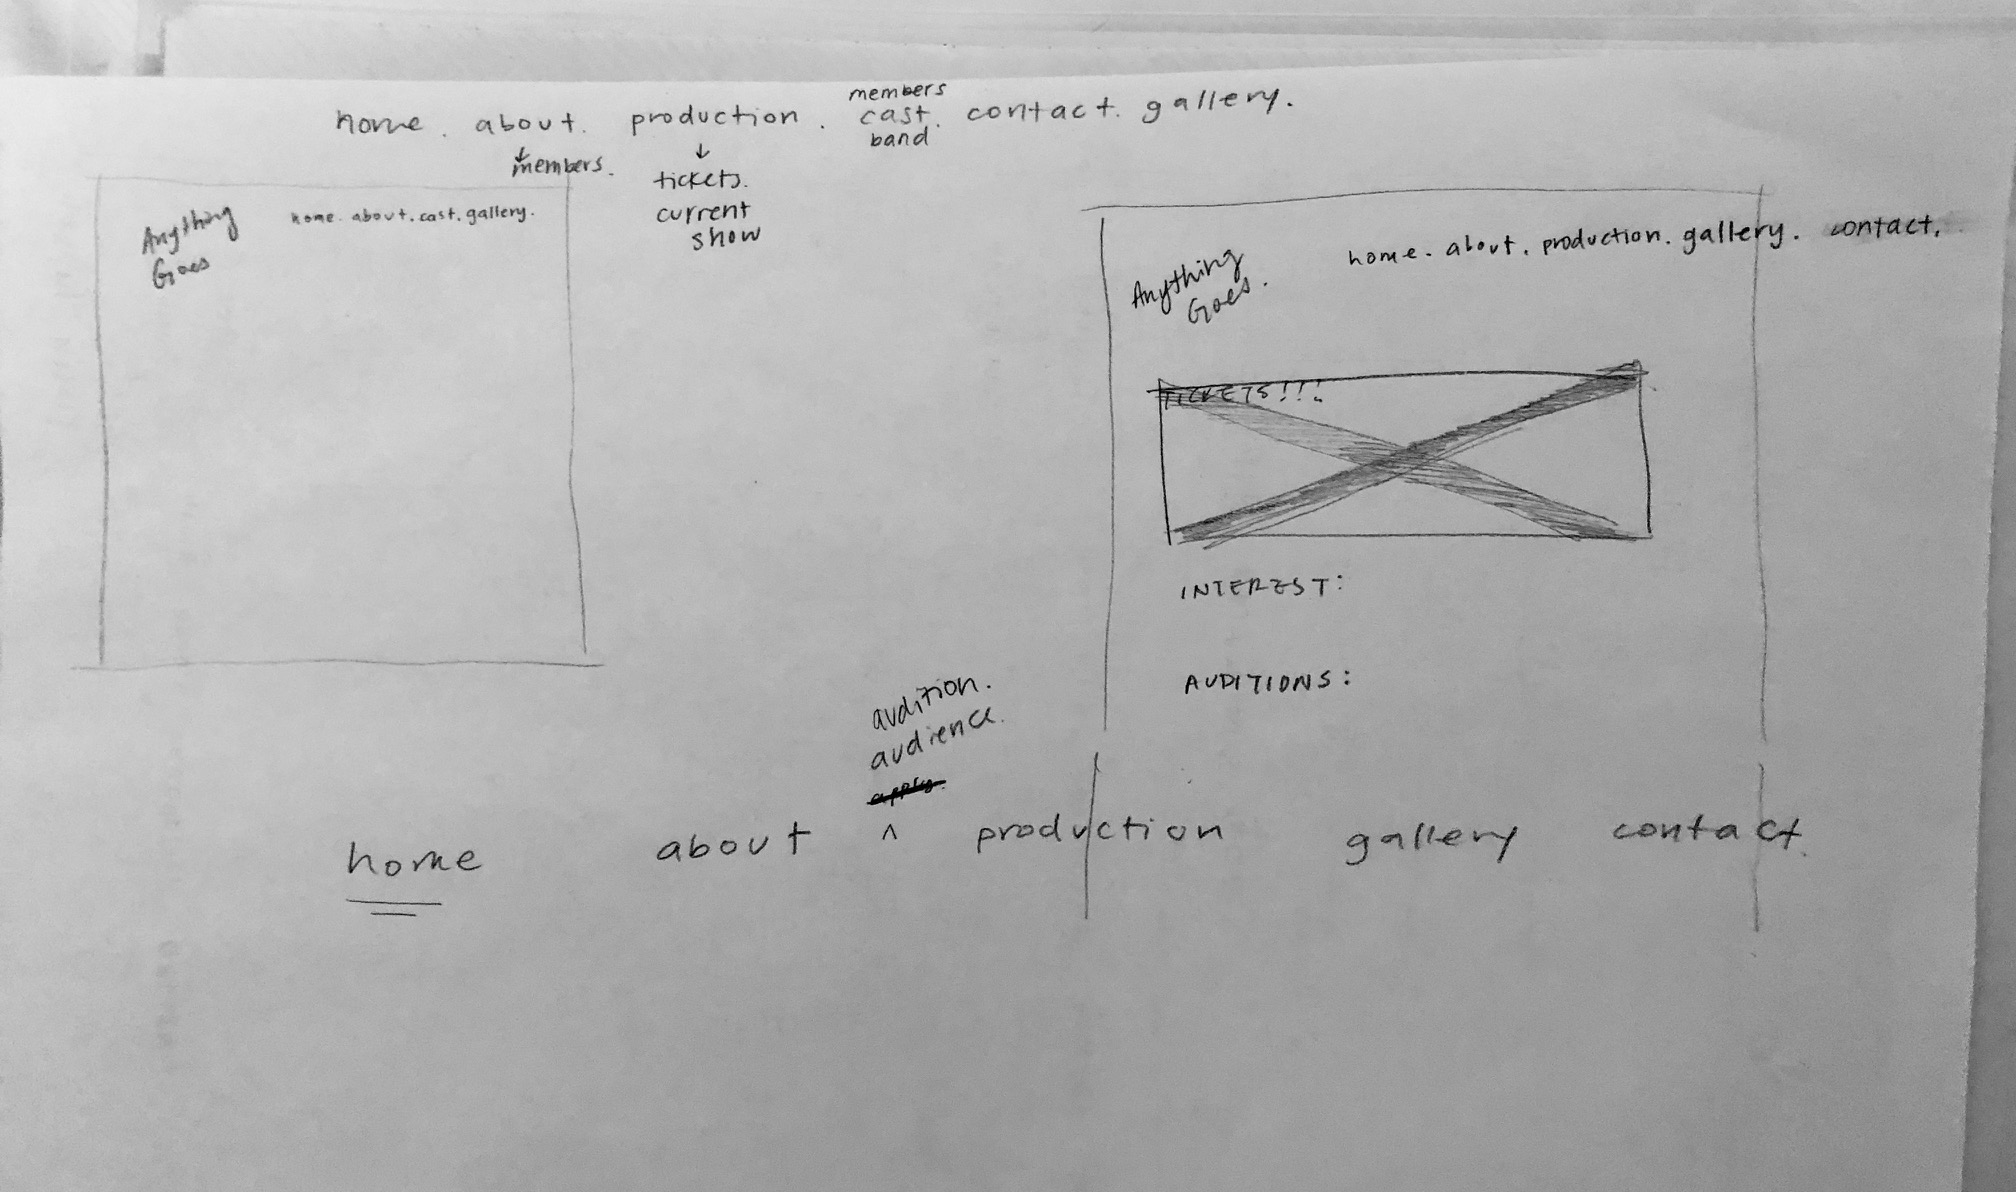 home . about . production . cast . contact . gallery .
members
band
↓
members .
↓
tickets .
current
show
Anything
Goes
home . about . cast . gallery .
Anything
Goes .
home . about . production . gallery . contact .
TICKETS!!!
INTEREST:
AUDITIONS:
audition .
audience .
apply .
^
home about production gallery contact .